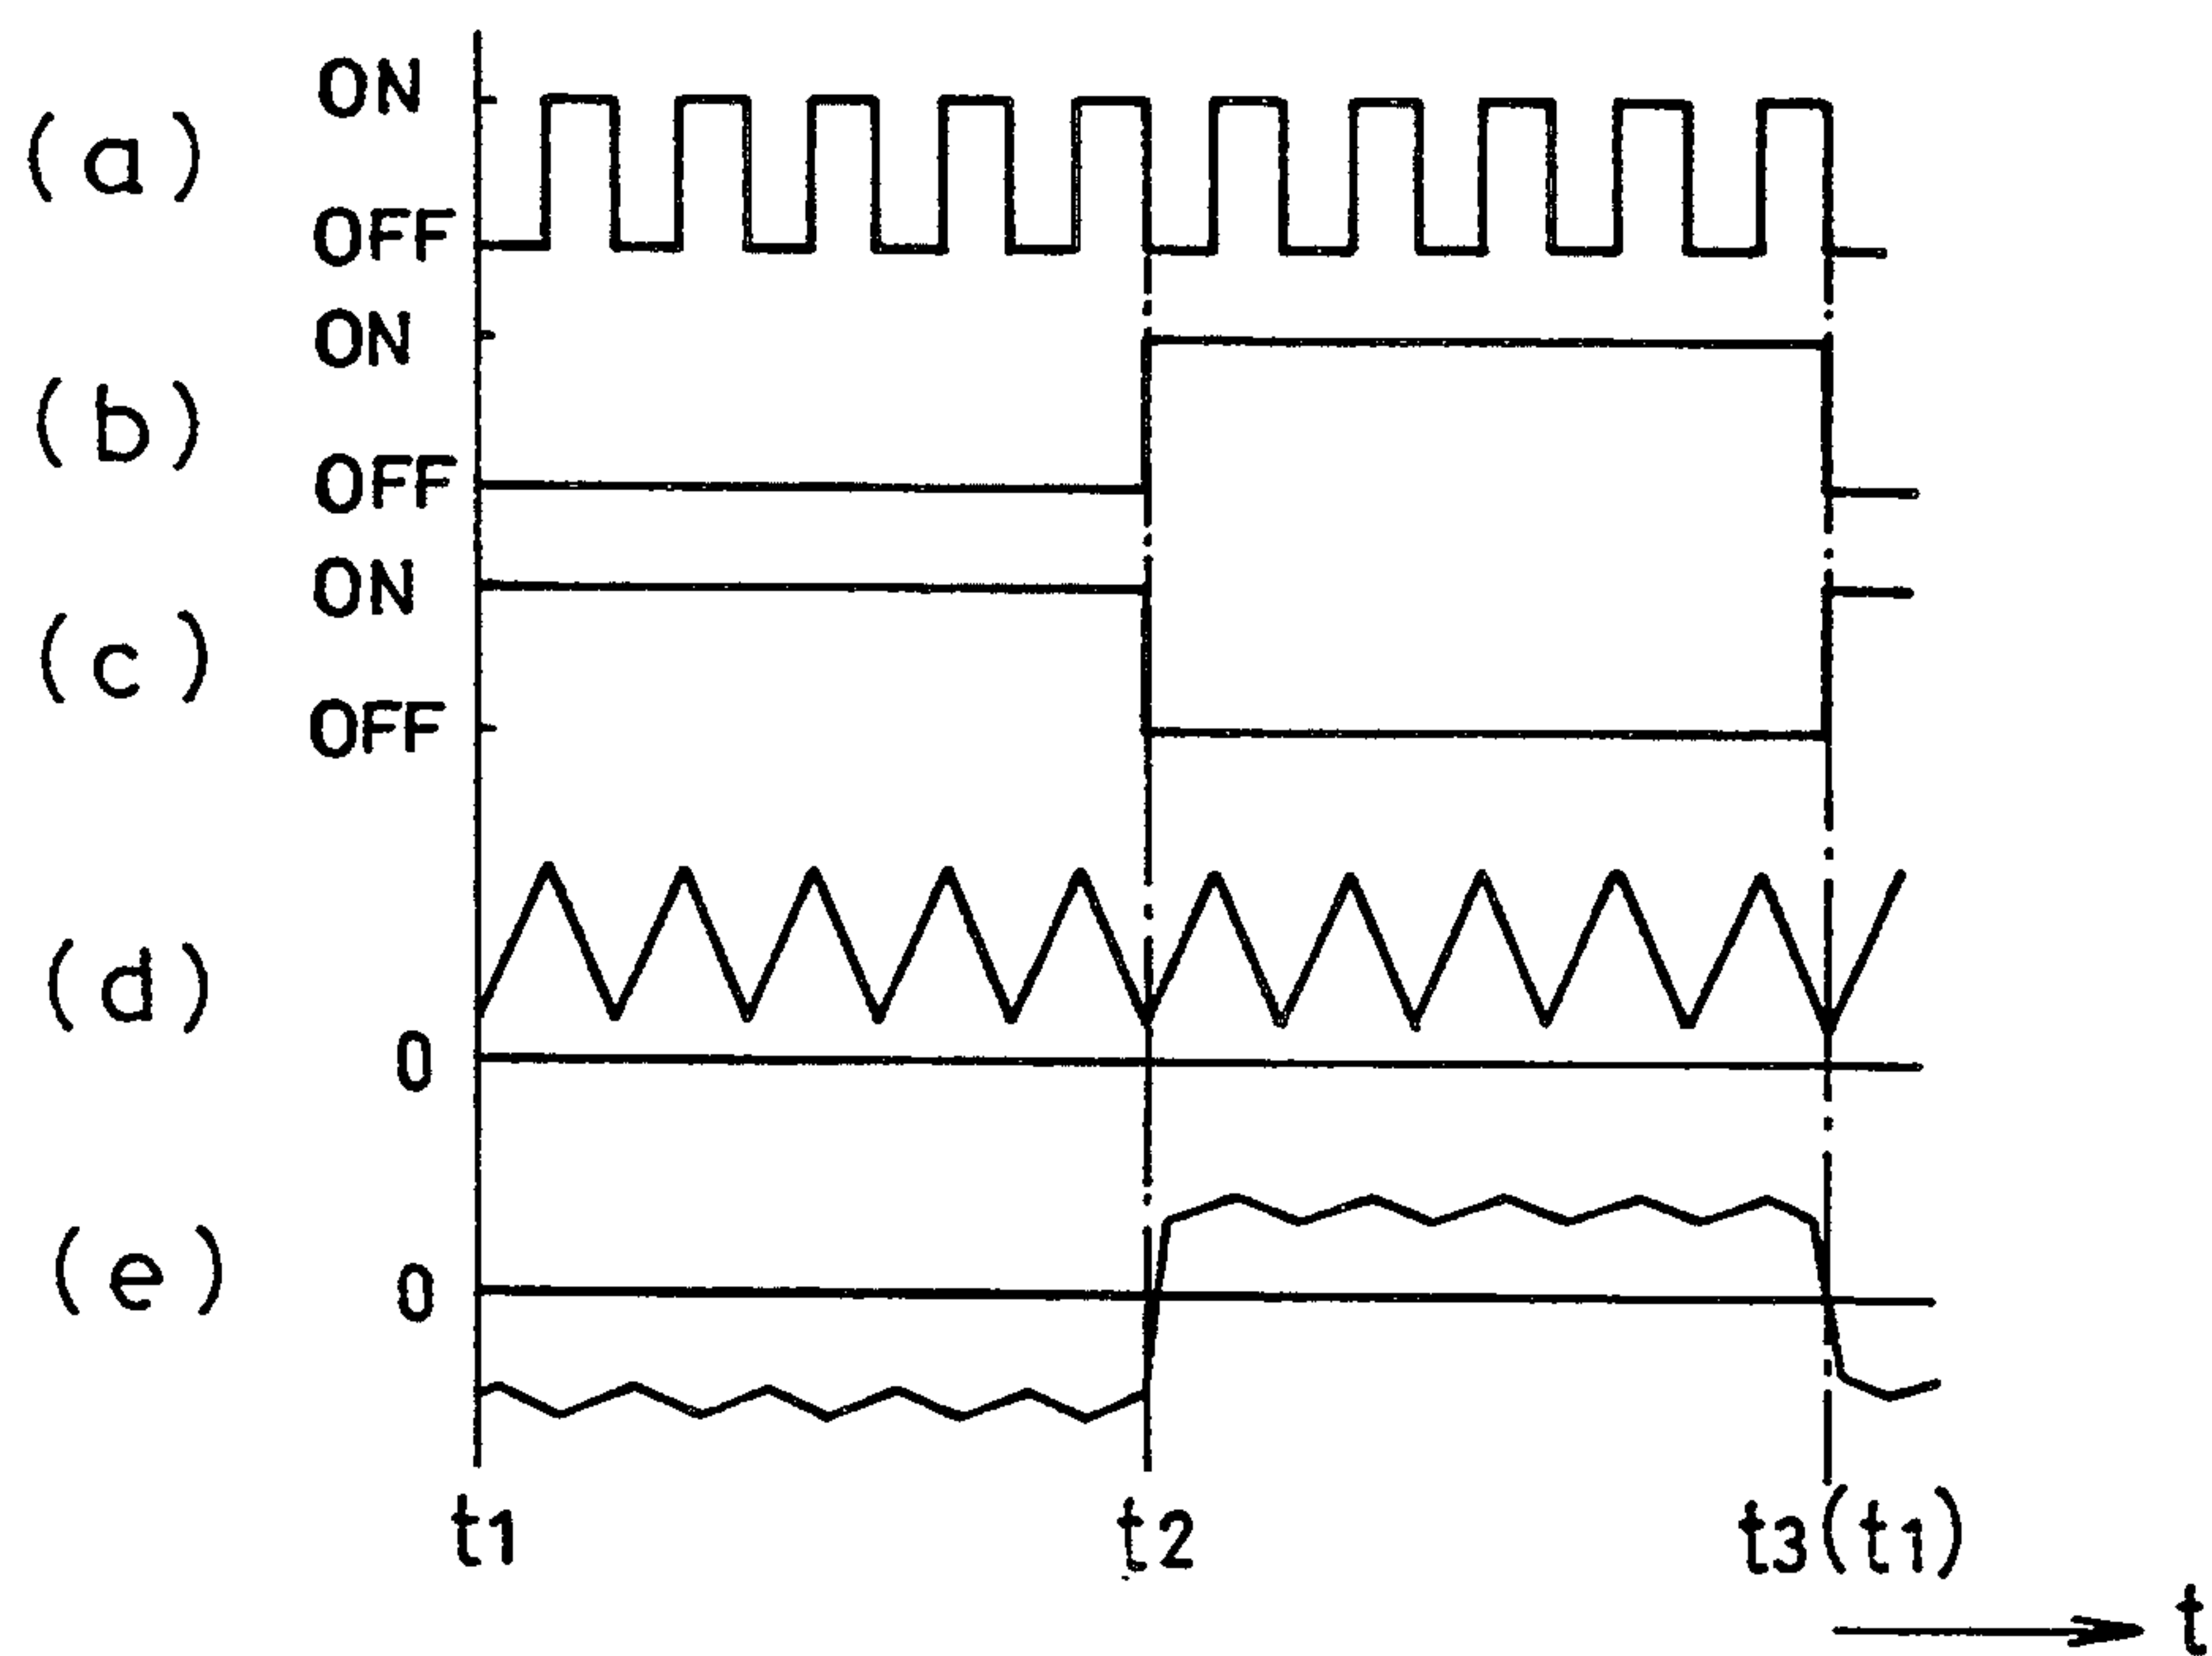 ON
(a)
OFF
ON
(b)
OFF
ON
(c)
OFF
(d)
0
(e)
0
t1 t2 t3(t1)
t